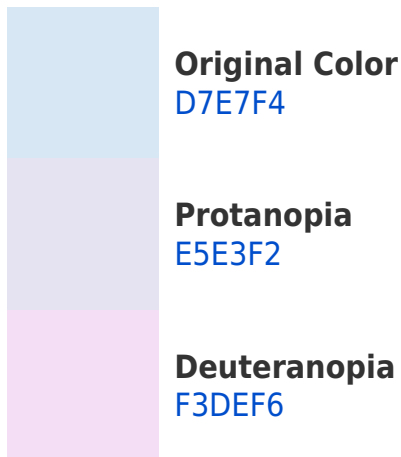 Original Color
D7E7F4
Protanopia
E5E3F2
Deuteranopia
F3DEF6